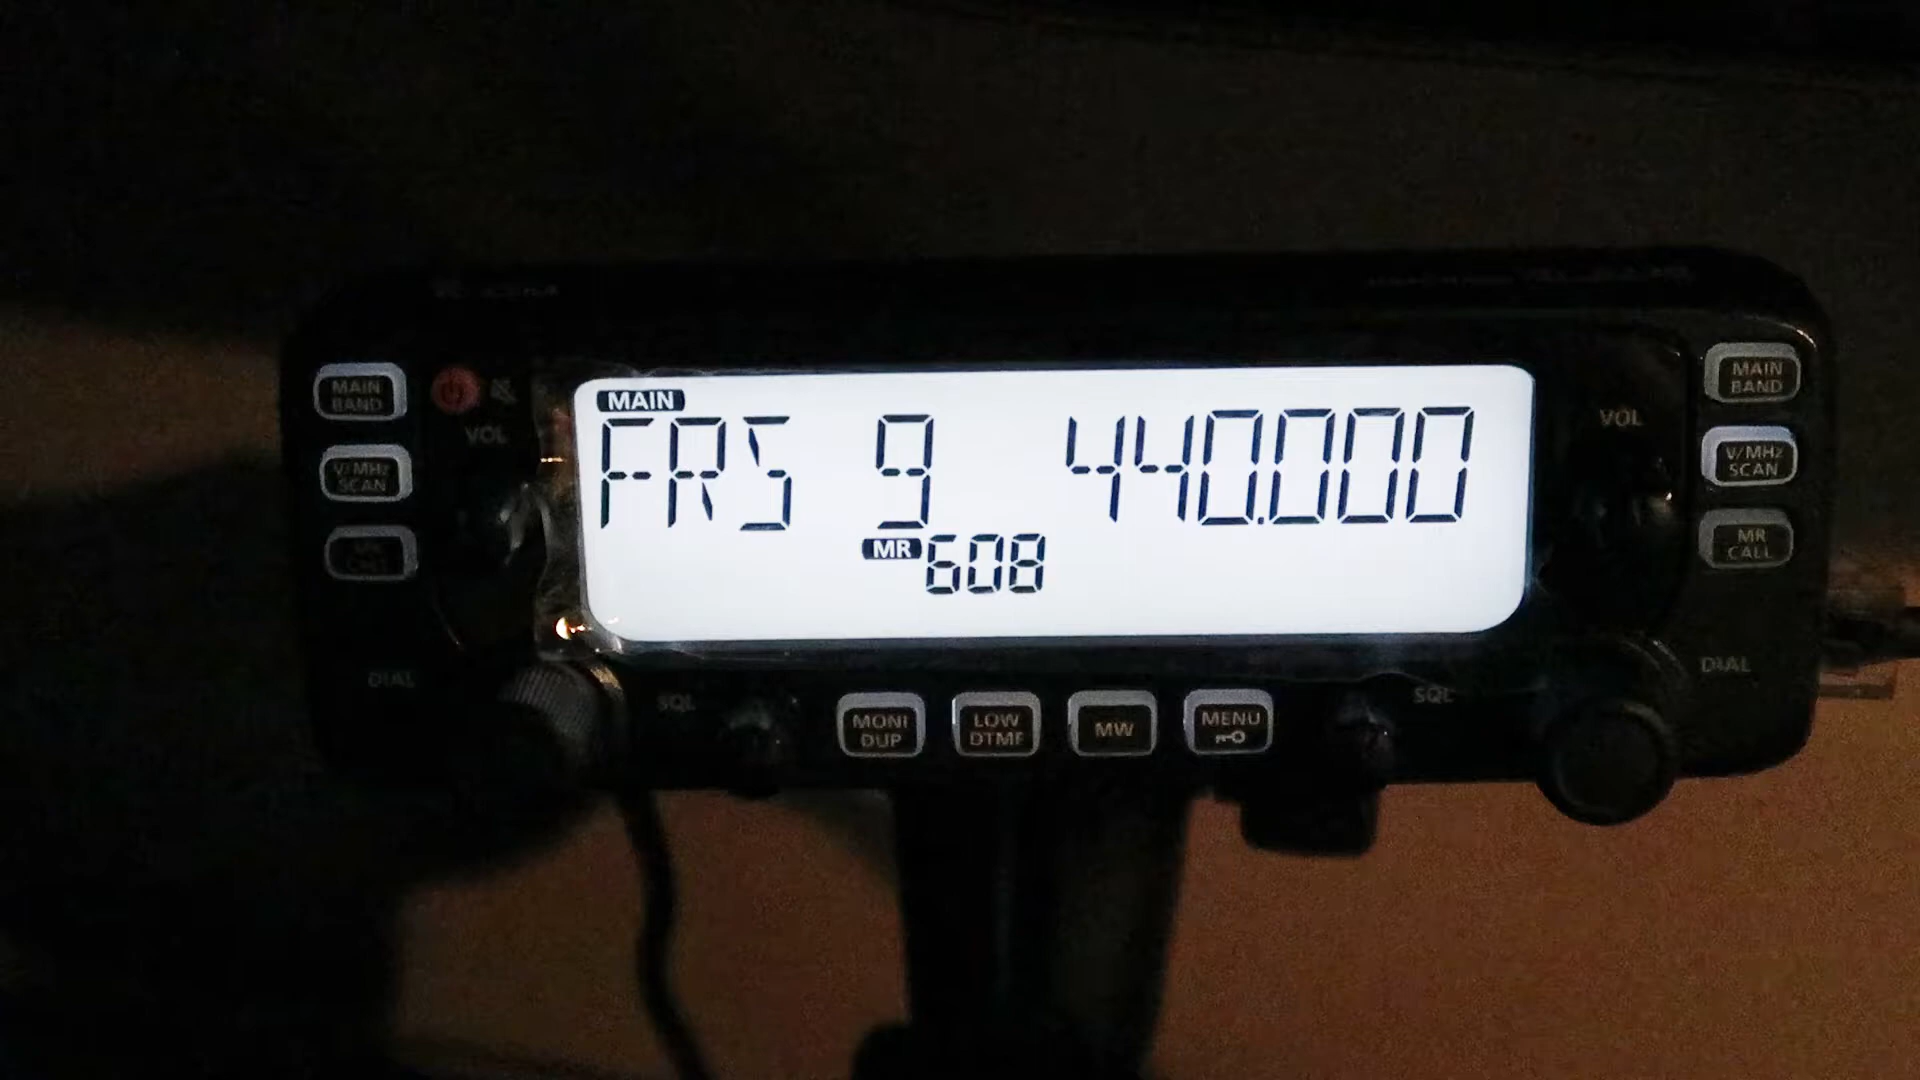 MAIN
BAND
VOL
V/MHz
SCAN
DIAL
SQL
MAIN
FRS 9 440.000
MR 608
MONI
DUP
LOW
DTMF
MW
MENU
SQL
VOL
MAIN
BAND
V/MHz
SCAN
MR
CALL
DIAL